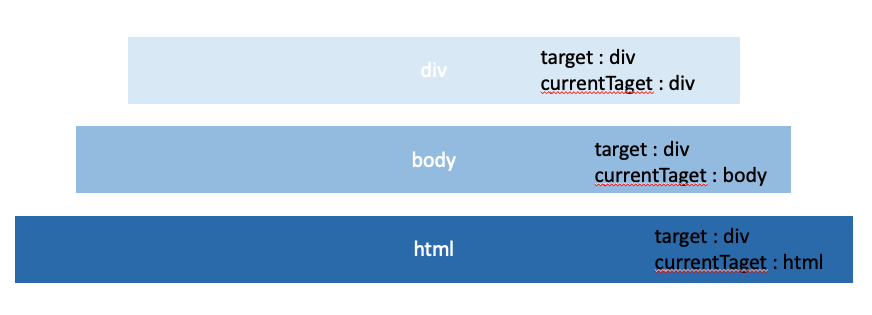 div
target : div
currentTaget : div
body
target : div
currentTaget : body
html
target : div
currentTaget : html